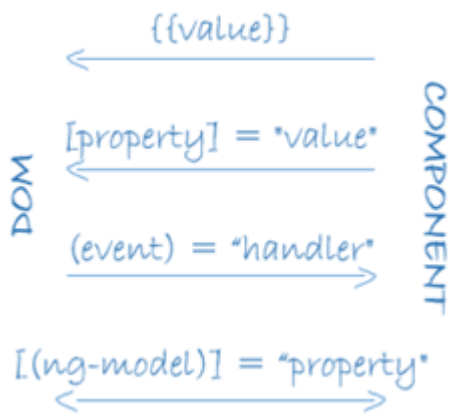 {{value}}
[property] = "value"
DOM
COMPONENT
(event) = "handler"
[(ng-model)] = "property"